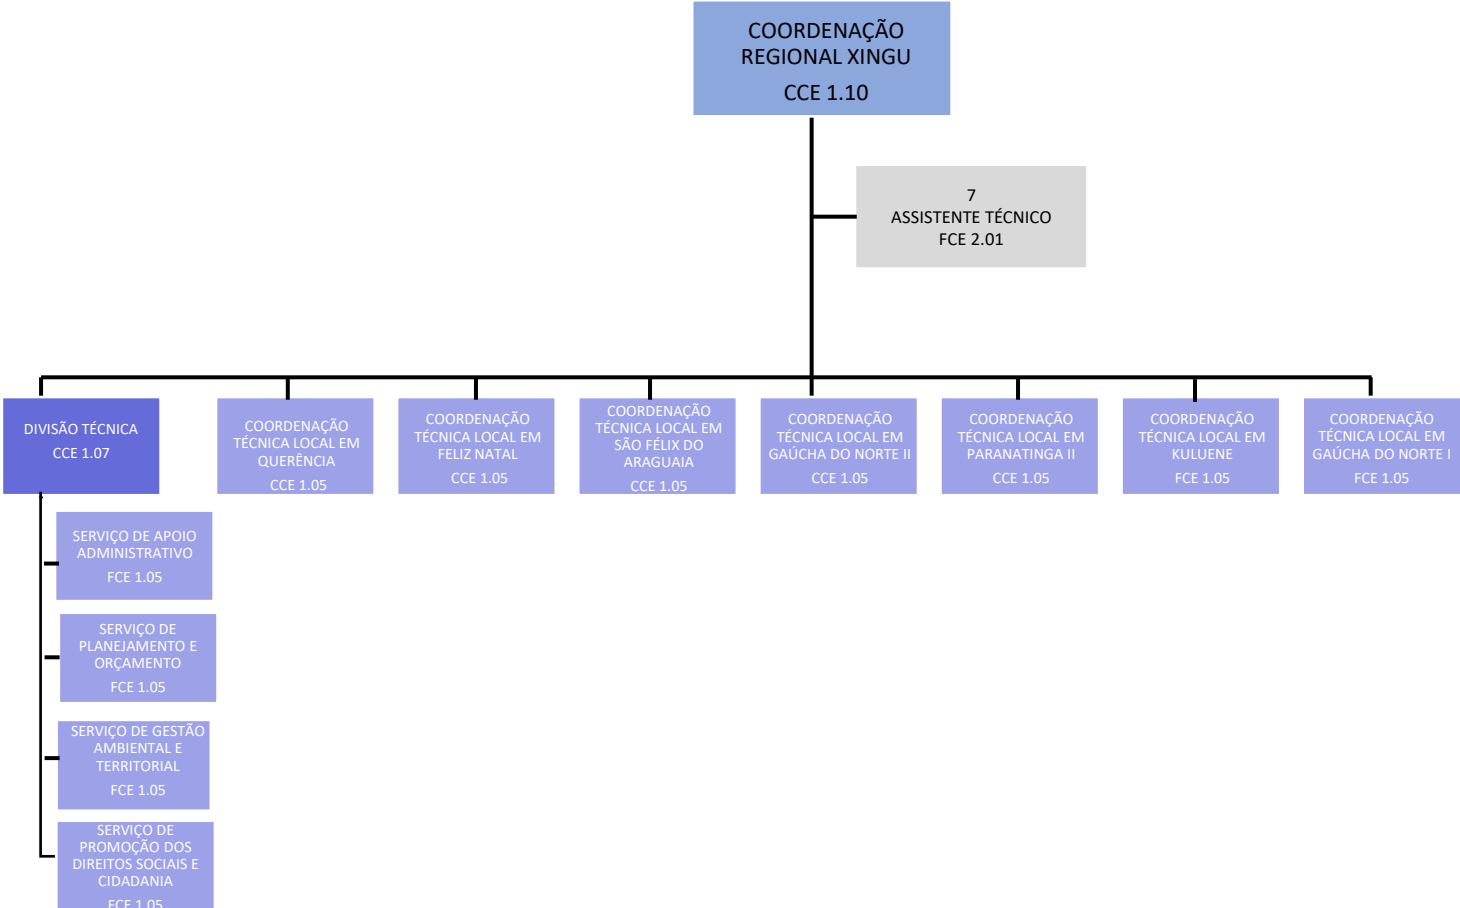 COORDENAÇÃO
REGIONAL XINGU
CCE 1.10
7
ASSISTENTE TÉCNICO
FCE 2.01
DIVISÃO TÉCNICA
CCE 1.07
COORDENAÇÃO
TÉCNICA LOCAL EM
QUERÊNCIA
CCE 1.05
COORDENAÇÃO
TÉCNICA LOCAL EM
FELIZ NATAL
CCE 1.05
COORDENAÇÃO
TÉCNICA LOCAL EM
SÃO FÉLIX DO
ARAGUAIA
CCE 1.05
COORDENAÇÃO
TÉCNICA LOCAL EM
GAÚCHA DO NORTE II
CCE 1.05
COORDENAÇÃO
TÉCNICA LOCAL EM
PARANATINGA II
CCE 1.05
COORDENAÇÃO
TÉCNICA LOCAL EM
KULUENE
FCE 1.05
COORDENAÇÃO
TÉCNICA LOCAL EM
GAÚCHA DO NORTE I
FCE 1.05
SERVIÇO DE APOIO
ADMINISTRATIVO
FCE 1.05
SERVIÇO DE
PLANEJAMENTO E
ORÇAMENTO
FCE 1.05
SERVIÇO DE GESTÃO
AMBIENTAL E
TERRITORIAL
FCE 1.05
SERVIÇO DE
PROMOÇÃO DOS
DIREITOS SOCIAIS E
CIDADANIA
FCE 1.05